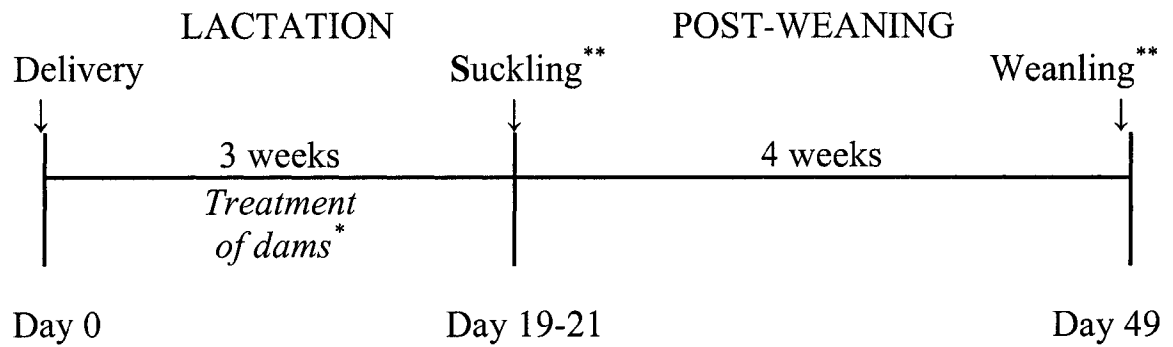 LACTATION POST-WEANING
Delivery Suckling** Weanling**
↓ ↓ ↓
3 weeks 4 weeks
Treatment
of dams*
Day 0 Day 19-21 Day 49